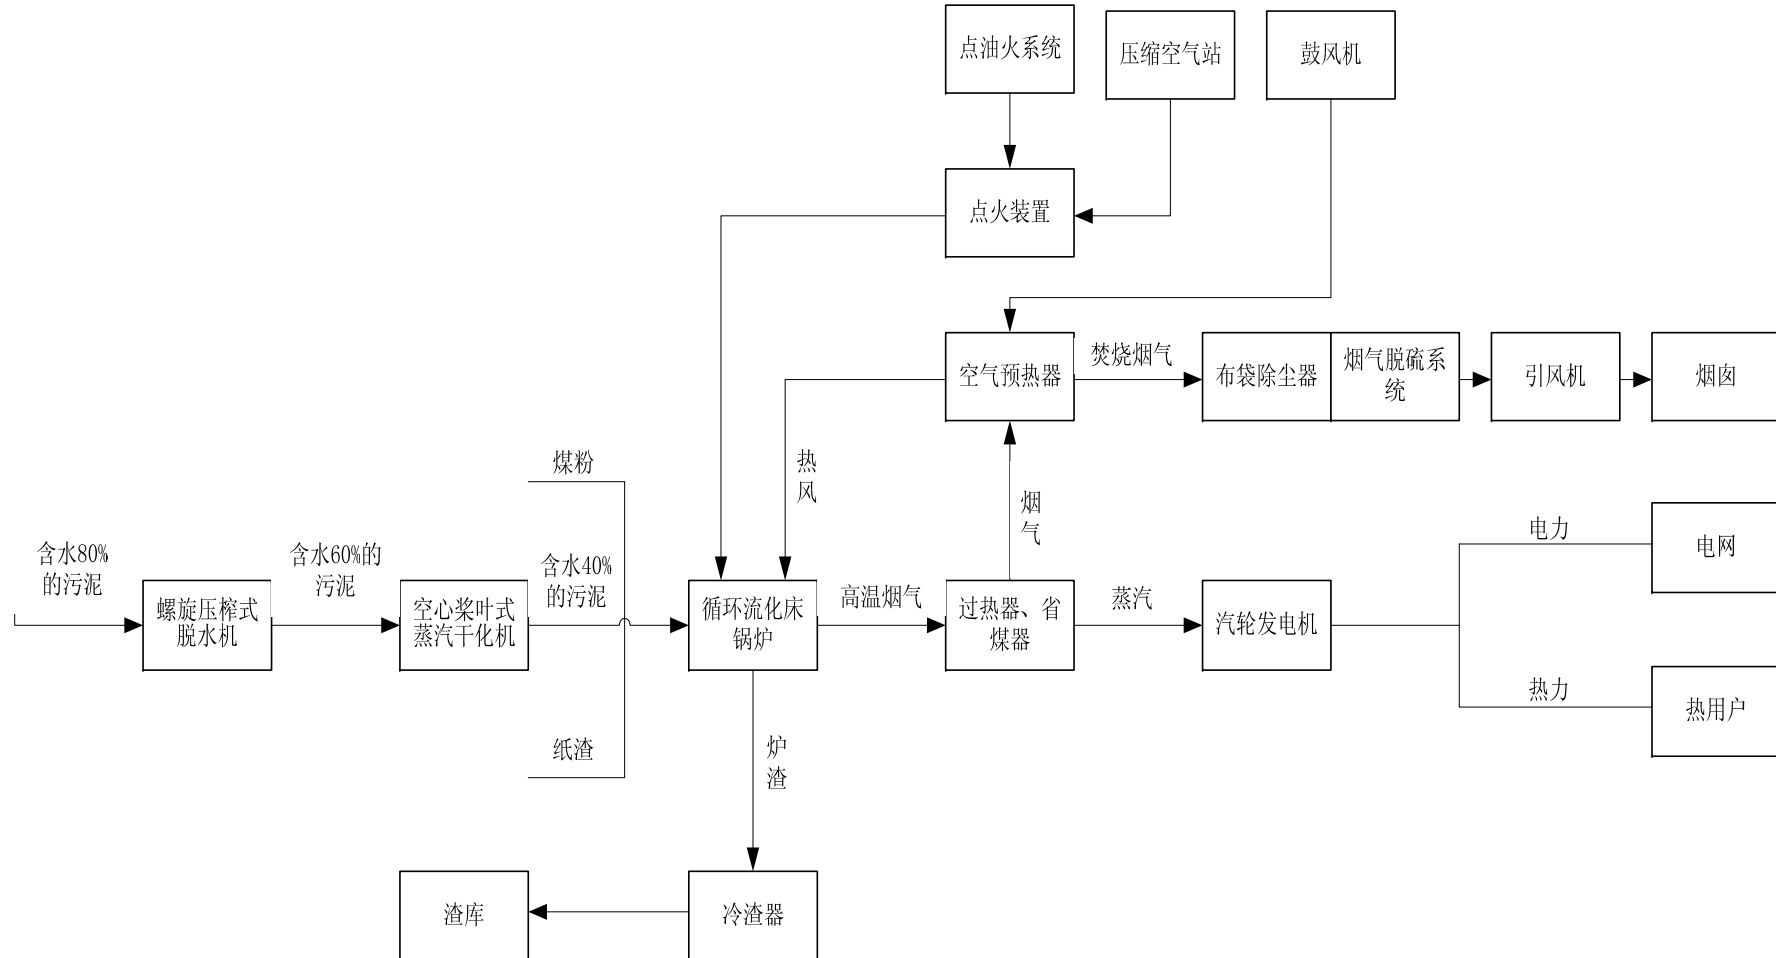 点油火系统
压缩空气站
鼓风机
点火装置
空气预热器
焚烧烟气
布袋除尘器
烟气脱硫系
统
引风机
烟囱
热
风
烟
气
煤粉
含水80%
的污泥
螺旋压榨式
脱水机
含水60%的
污泥
空心桨叶式
蒸汽干化机
含水40%
的污泥
循环流化床
锅炉
高温烟气
过热器、省
煤器
蒸汽
汽轮发电机
电力
电网
热力
热用户
纸渣
炉
渣
渣库
冷渣器